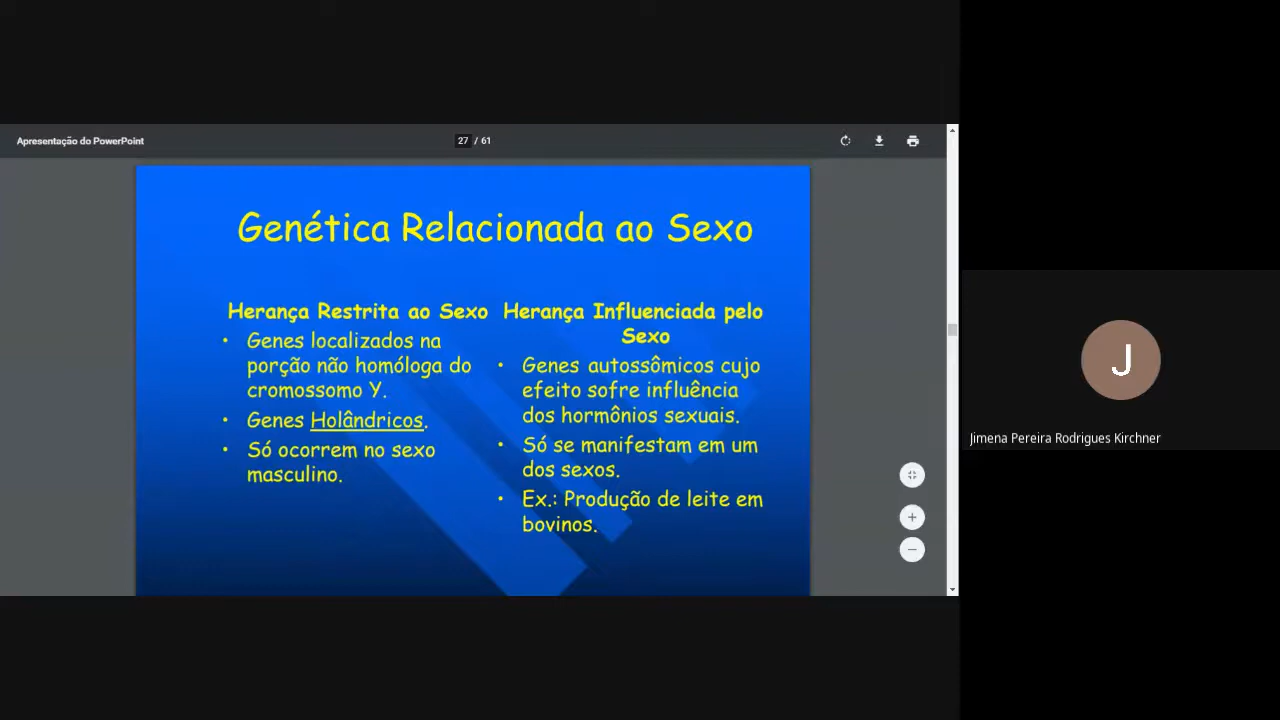 Apresentação do PowerPoint
27 / 61
Genética Relacionada ao Sexo
Herança Restrita ao Sexo
• Genes localizados na
porção não homóloga do
cromossomo Y.
• Genes Holândricos.
• Só ocorrem no sexo
masculino.
Herança Influenciada pelo
Sexo
• Genes autossômicos cujo
efeito sofre influência
dos hormônios sexuais.
• Só se manifestam em um
dos sexos.
• Ex.: Produção de leite em
bovinos.
J
Jimena Pereira Rodrigues Kirchner